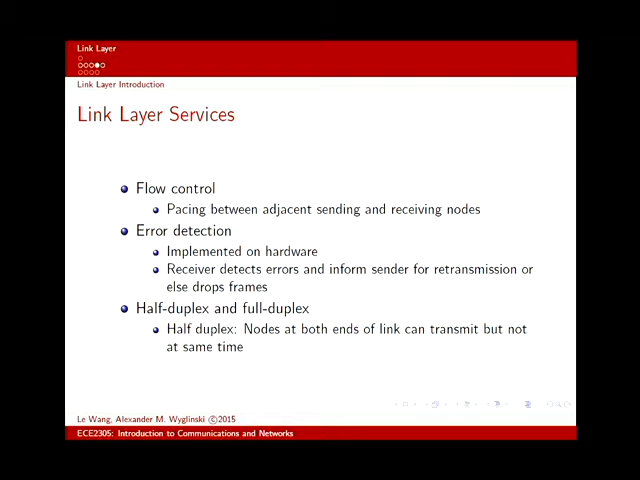 Link Layer
Link Layer Introduction
Link Layer Services
Flow control
Pacing between adjacent sending and receiving nodes
Error detection
Implemented on hardware
Receiver detects errors and inform sender for retransmission or
else drops frames
Half-duplex and full-duplex
Half duplex: Nodes at both ends of link can transmit but not
at same time
Le Wang, Alexander M. Wyglinski ©2015
ECE2305: Introduction to Communications and Networks